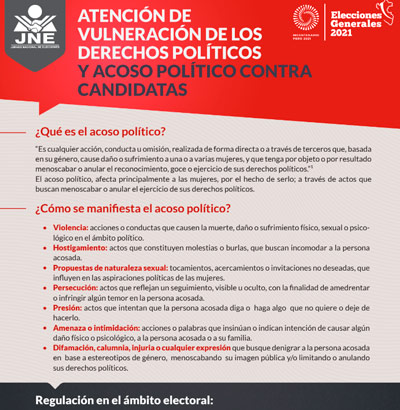 JNE
JURADO NACIONAL DE ELECCIONES
ATENCIÓN DE
VULNERACIÓN DE LOS
DERECHOS POLÍTICOS
Y ACOSO POLÍTICO CONTRA
CANDIDATAS
BICENTENARIO
PERÚ 2021
Elecciones
Generales
2021
¿Qué es el acoso político?
"Es cualquier acción, conducta u omisión, realizada de forma directa o a través de terceros que, basada
en su género, cause daño o sufrimiento a una o a varias mujeres, y que tenga por objeto o por resultado
menoscabar o anular el reconocimiento, goce o ejercicio de sus derechos políticos."
El acoso político, afecta principalmente a las mujeres, por el hecho de serlo; a través de actos que
buscan menoscabar o anular el ejercicio de sus derechos políticos.
¿Cómo se manifiesta el acoso político?
• Violencia: acciones o conductas que causen la muerte, daño o sufrimiento físico, sexual o psico-
lógico en el ámbito político.
• Hostigamiento: actos que constituyen molestias o burlas, que buscan incomodar a la persona
acosada.
• Propuestas de naturaleza sexual: tocamientos, acercamientos o invitaciones no deseadas, que
influyen en las aspiraciones políticas de las mujeres.
• Persecución: actos que reflejan un seguimiento, visible u oculto, con la finalidad de amedrentar
o infringir algún temor en la persona acosada.
• Presión: actos que intentan que la persona acosada diga o haga algo que no quiere o deje de
hacerlo.
• Amenaza o intimidación: acciones o palabras que insinúan o indican intención de causar algún
daño físico o psicológico, a la persona acosada o a su familia.
• Difamación, calumnia, injuria o cualquier expresión que busque denigrar a la persona acosada
en base a estereotipos de género, menoscabando su imagen pública y/o limitando o anulando
sus derechos políticos.
Regulación en el ámbito electoral: